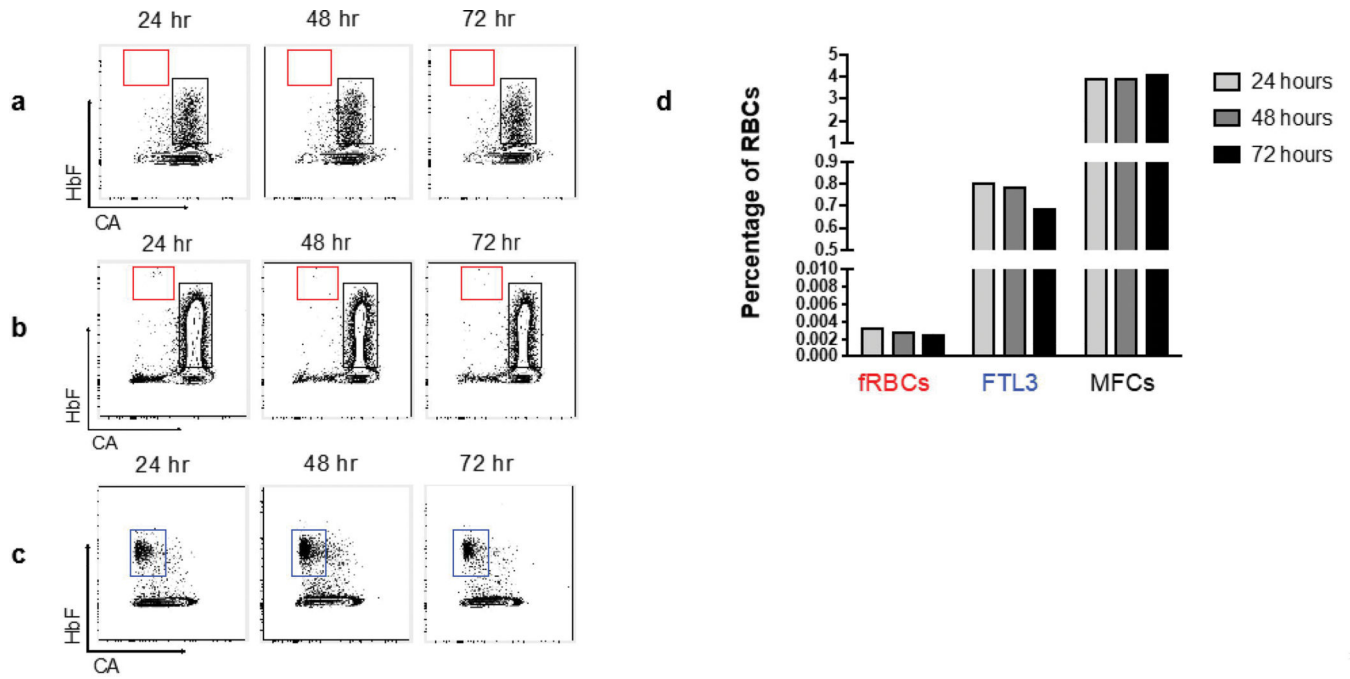 24 hr 48 hr 72 hr
a
HbF
CA
24 hr 48 hr 72 hr
b
HbF
CA
24 hr 48 hr 72 hr
c
HbF
CA
d
Percentage of RBCs
5
4
3
2
1
0.9
0.8
0.7
0.6
0.5
0.010
0.008
0.006
0.004
0.002
0.000
fRBCs FTL3 MFCs
24 hours
48 hours
72 hours